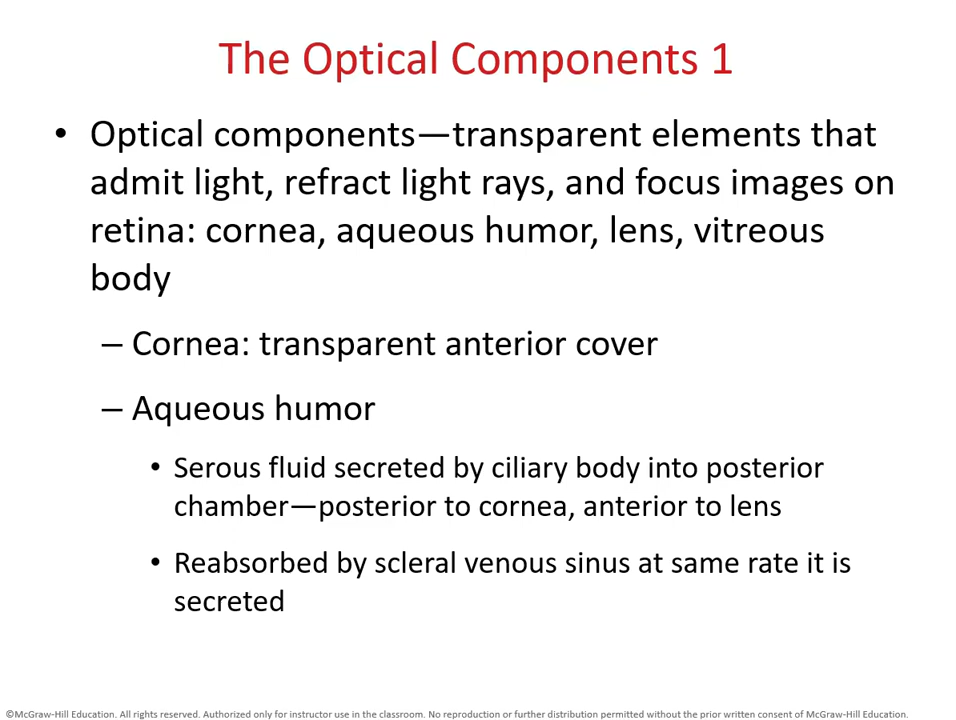 The Optical Components 1
• Optical components—transparent elements that
admit light, refract light rays, and focus images on
retina: cornea, aqueous humor, lens, vitreous
body
– Cornea: transparent anterior cover
– Aqueous humor
• Serous fluid secreted by ciliary body into posterior
chamber—posterior to cornea, anterior to lens
• Reabsorbed by scleral venous sinus at same rate it is
secreted
©McGraw-Hill Education. All rights reserved. Authorized only for instructor use in the classroom. No reproduction or further distribution permitted without the prior written consent of McGraw-Hill Education.